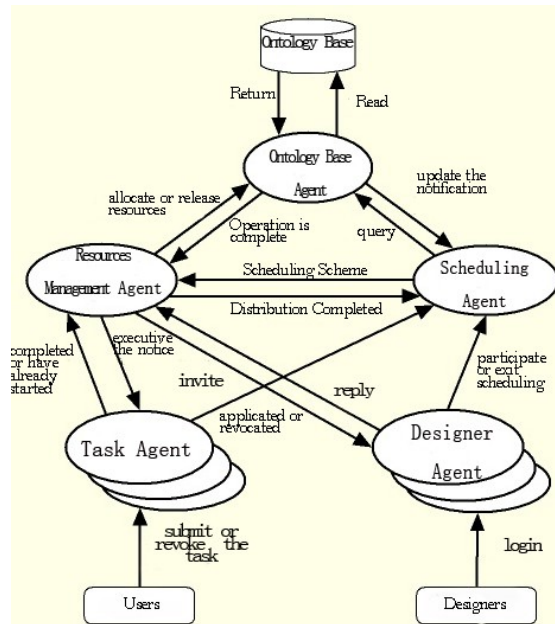 Ontology Base
Return
Read
Ontology Base
Agent
update the
notification
allocate or release
resources
Operation is
complete
query
Resources
Management Agent
Scheduling Scheme
Scheduling
Agent
Distribution Completed
completed
or have
already
started
executive
the notice
invite
reply
participate
or exit
scheduling
applicated or
revocated
Task Agent
Designer
Agent
submit or
revoke the
task
login
Users
Designers